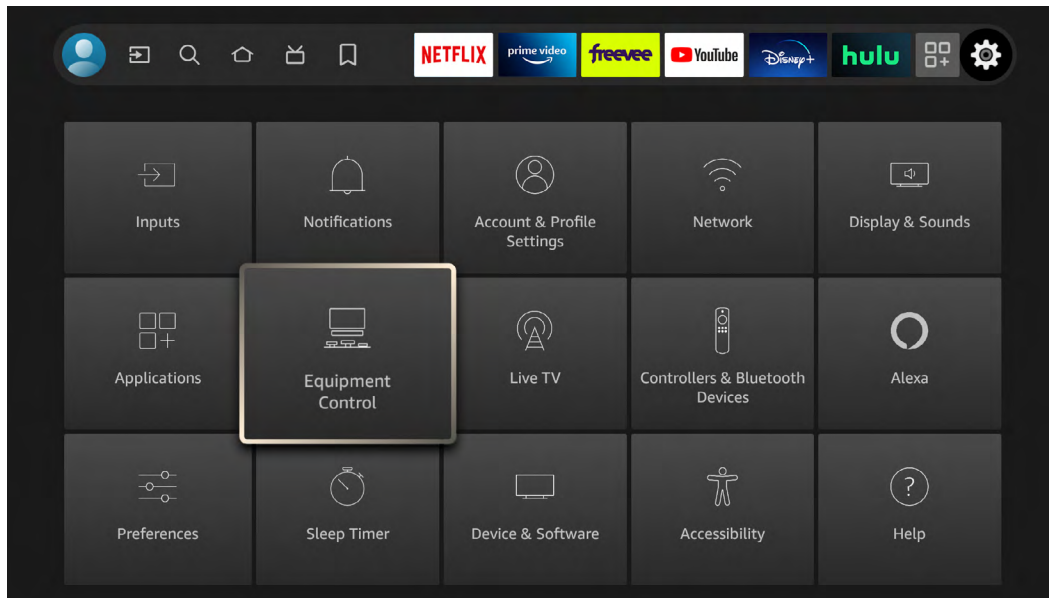 NETFLIX
prime video
freevee
YouTube
Disney+
hulu
Inputs
Notifications
Account & Profile
Settings
Network
Display & Sounds
Applications
Equipment
Control
Live TV
Controllers & Bluetooth
Devices
Alexa
Preferences
Sleep Timer
Device & Software
Accessibility
?
Help